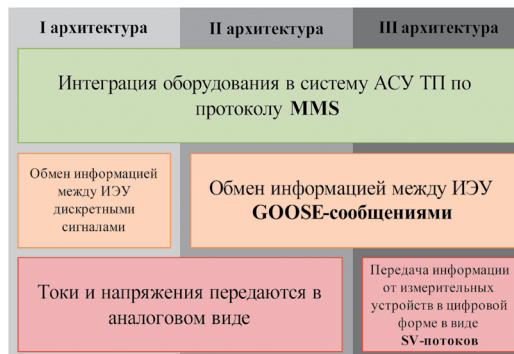 I архитектура
II архитектура
III архитектура
Интеграция оборудования в систему АСУ ТП по
протоколу MMS
Обмен информацией
между ИЭУ
дискретными
сигналами
Обмен информацией между ИЭУ
GOOSE-сообщениями
Токи и напряжения передаются в
аналоговом виде
Передача информации
от измерительных
устройств в цифровой
форме в виде
SV-потоков